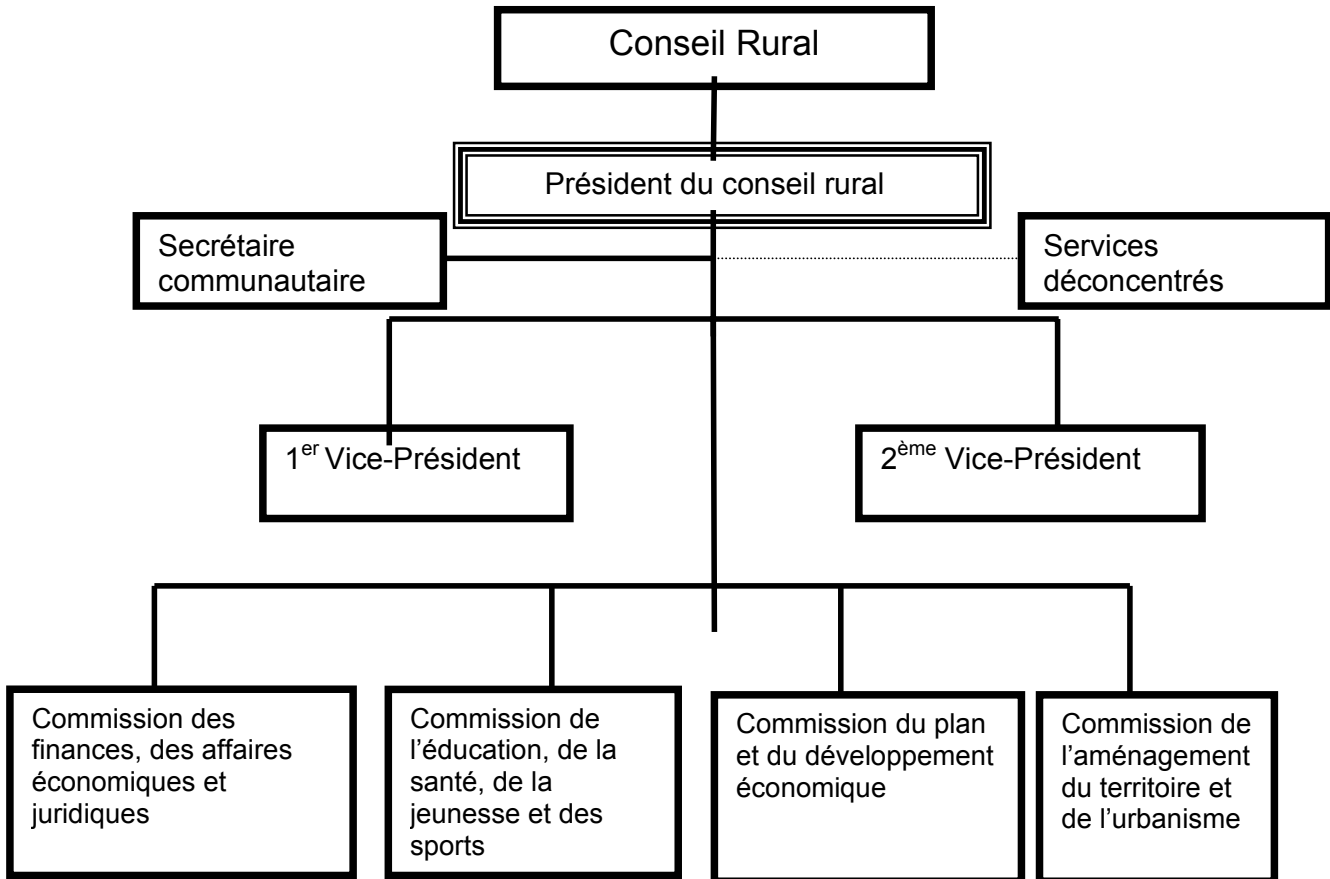 Conseil Rural
Président du conseil rural
Secrétaire
communautaire
Services
déconcentrés
1er Vice-Président
2ème Vice-Président
Commission des
finances, des affaires
économiques et
juridiques
Commission de
l’éducation, de la
santé, de la
jeunesse et des
sports
Commission du plan
et du développement
économique
Commission de
l’aménagement
du territoire et
de l’urbanisme